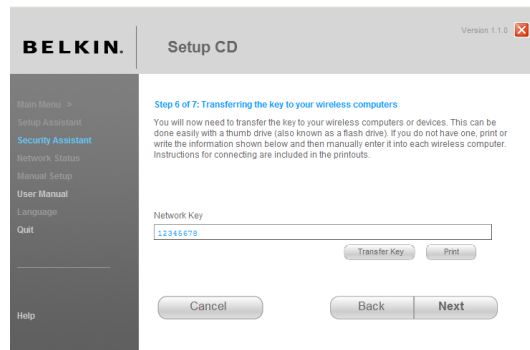 Version 1.1.0
BELKIN.
Setup CD
Main Menu >
Setup Assistant
Security Assistant
Network Status
Manual Setup
User Manual
Language
Quit
Help
Step 6 of 7: Transferring the key to your wireless computers
You will now need to transfer the key to your wireless computers or devices. This can be
done easily with a thumb drive (also known as a flash drive). If you do not have one, print or
write the information shown below and then manually enter it into each wireless computer.
Instructions for connecting are included in the printouts.
Network Key
12345678
Transfer Key
Print
Cancel
Back
Next